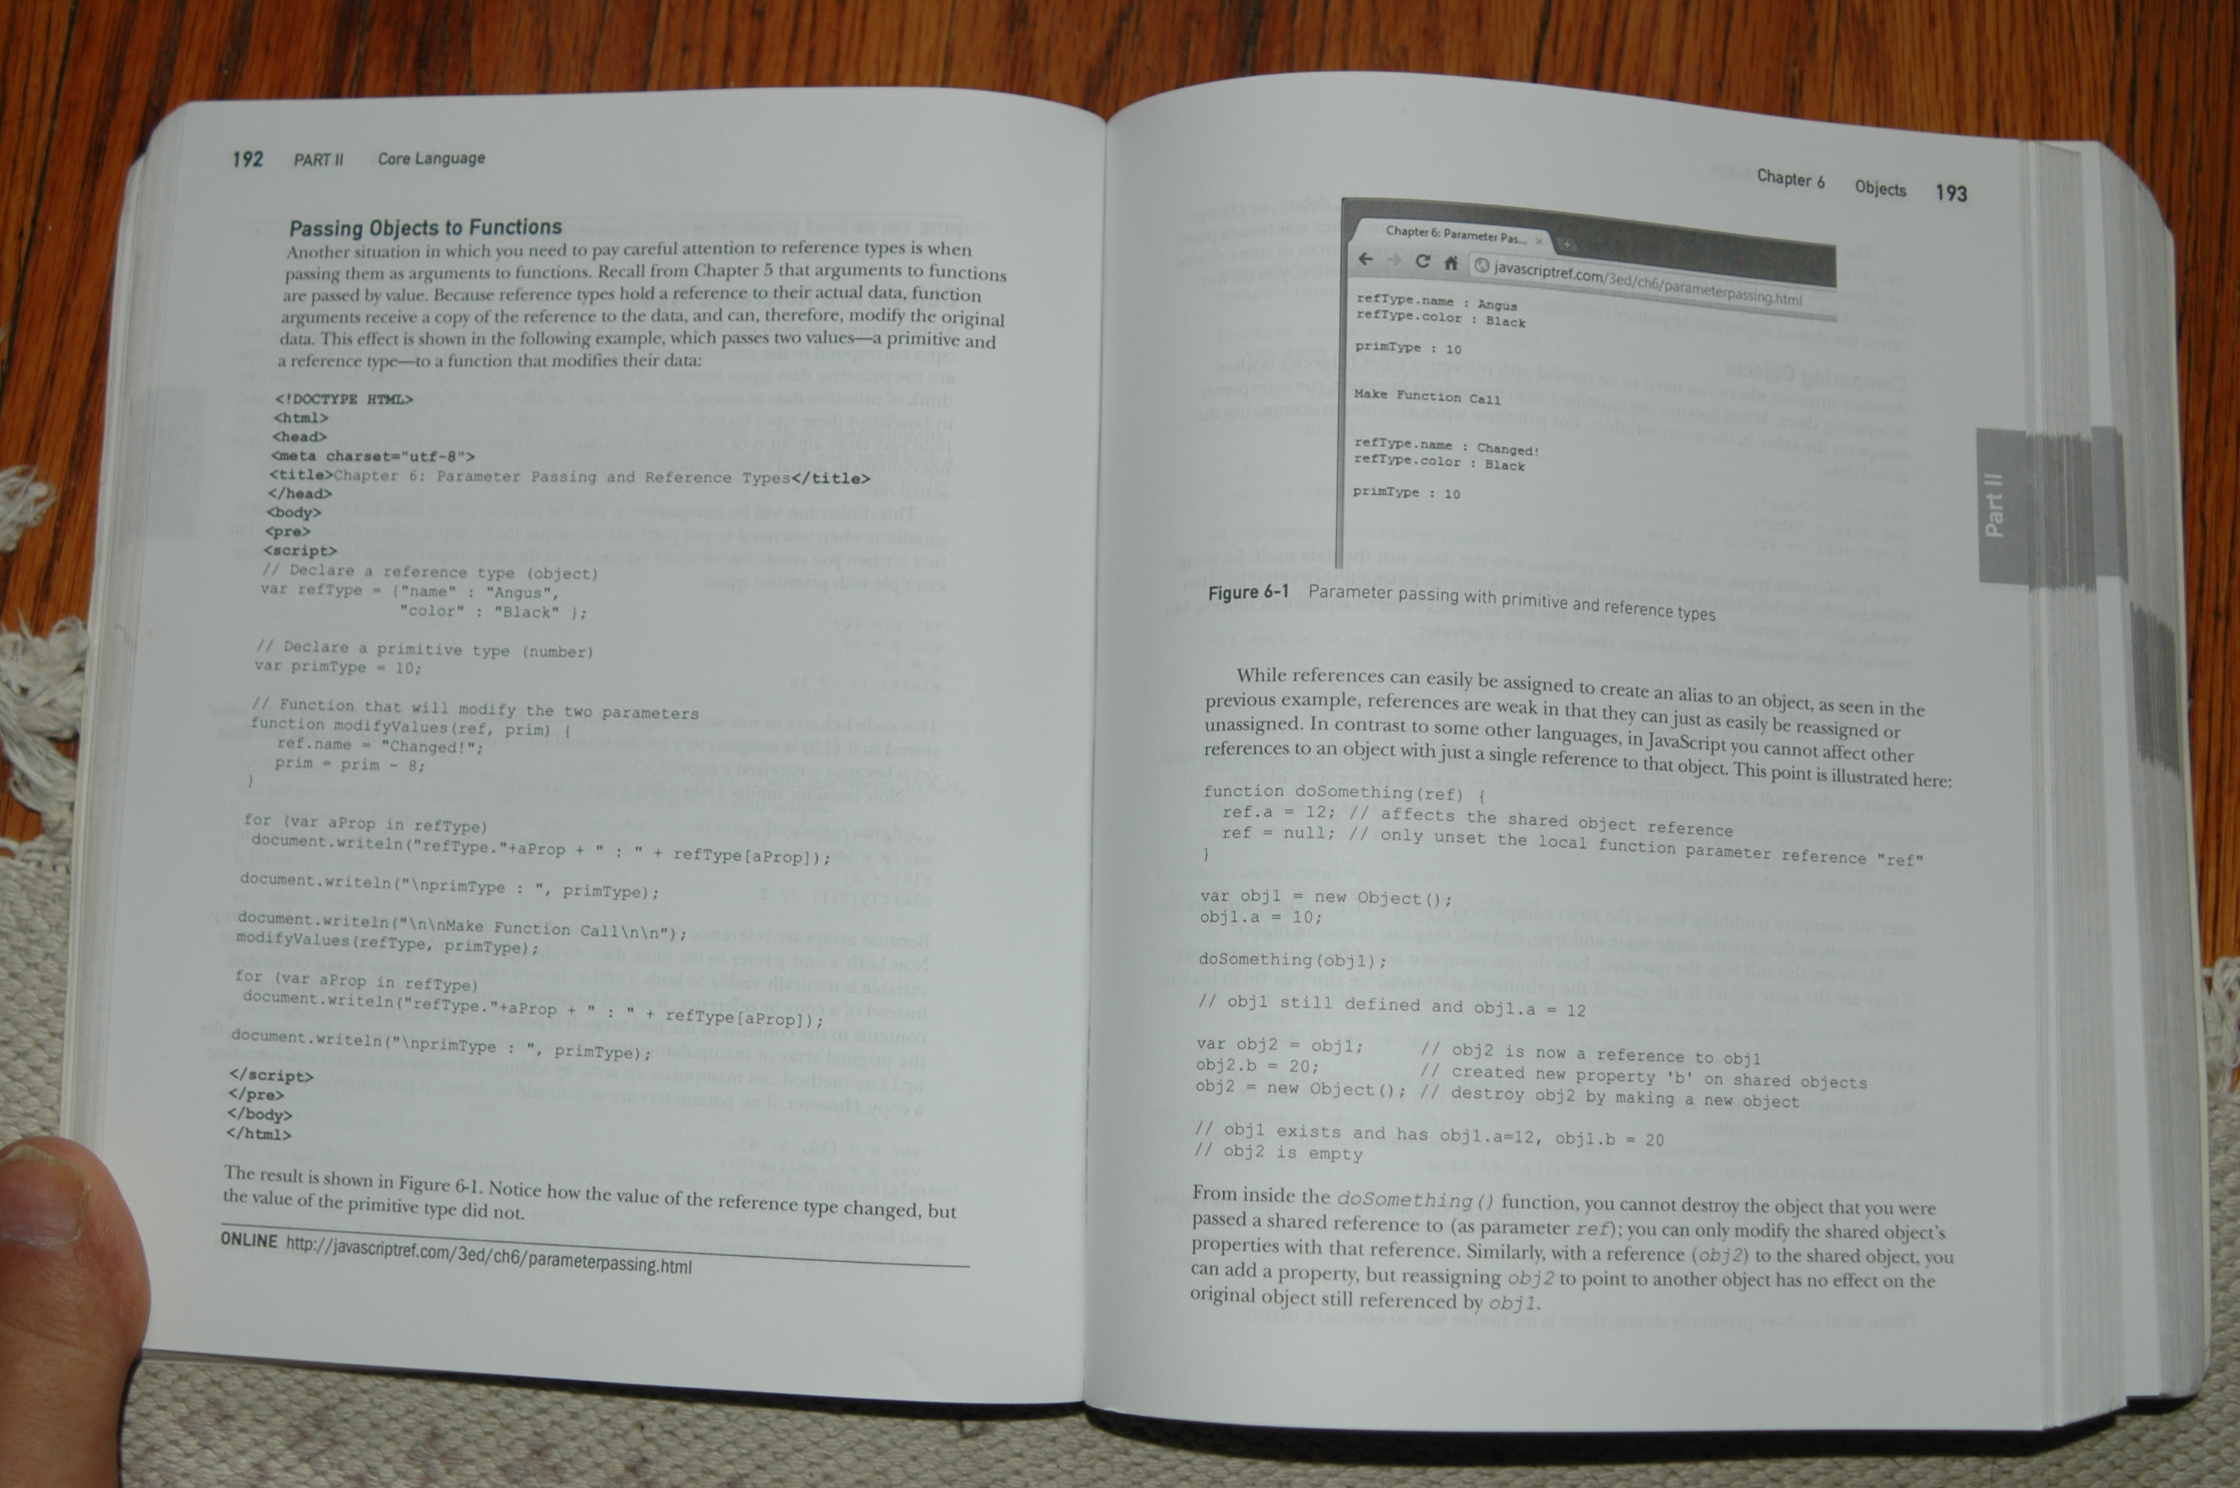 192 PART II Core Language
Passing Objects to Functions
Another situation in which you need to pay careful attention to reference types is when
passing them as arguments to functions. Recall from Chapter 5 that arguments to functions
are passed by value. Because reference types hold a reference to their actual data, function
arguments receive a copy of the reference to the data, and can, therefore, modify the original
data. This effect is shown in the following example, which passes two values—a primitive and
a reference type—to a function that modifies their data:
<!DOCTYPE HTML>
<html>
<head>
<meta charset="utf-8">
<title>Chapter 6: Parameter Passing and Reference Types</title>
</head>
<body>
<pre>
<script>
// Declare a reference type (object)
var refType = {"name" : "Angus",
"color" : "Black" };
// Declare a primitive type (number)
var primType = 10;
// Function that will modify the two parameters
function modifyValues(ref, prim) {
ref.name = "Changed!";
prim = prim - 8;
}
for (var aProp in refType)
document.writeln("refType."+aProp + " : " + refType[aProp]);
document.writeln("\nprimType : ", primType);
document.writeln("\n\nMake Function Call\n\n");
modifyValues(refType, primType);
for (var aProp in refType)
document.writeln("refType."+aProp + " : " + refType[aProp]);
document.writeln("\nprimType : ", primType);
</script>
</pre>
</body>
</html>
The result is shown in Figure 6-1. Notice how the value of the reference type changed, but
the value of the primitive type did not.
ONLINE http://javascriptref.com/3ed/ch6/parameterpassing.html
Chapter 6 Objects 193
Chapter 6: Parameter Pas...
javascriptref.com/3ed/ch6/parameterpassing.html
refType.name : Angus
refType.color : Black
primType : 10
Make Function Call
refType.name : Changed!
refType.color : Black
primType : 10
Part II
Figure 6-1 Parameter passing with primitive and reference types
While references can easily be assigned to create an alias to an object, as seen in the
previous example, references are weak in that they can just as easily be reassigned or
unassigned. In contrast to some other languages, in JavaScript you cannot affect other
references to an object with just a single reference to that object. This point is illustrated here:
function doSomething(ref) {
ref.a = 12; // affects the shared object reference
ref = null; // only unset the local function parameter reference "ref"
}
var obj1 = new Object();
obj1.a = 10;
doSomething(obj1);
// obj1 still defined and obj1.a = 12
var obj2 = obj1; // obj2 is now a reference to obj1
obj2.b = 20; // created new property 'b' on shared objects
obj2 = new Object(); // destroy obj2 by making a new object
// obj1 exists and has obj1.a=12, obj1.b = 20
// obj2 is empty
From inside the doSomething() function, you cannot destroy the object that you were
passed a shared reference to (as parameter ref); you can only modify the shared object's
properties with that reference. Similarly, with a reference (obj2) to the shared object, you
can add a property, but reassigning obj2 to point to another object has no effect on the
original object still referenced by obj1.